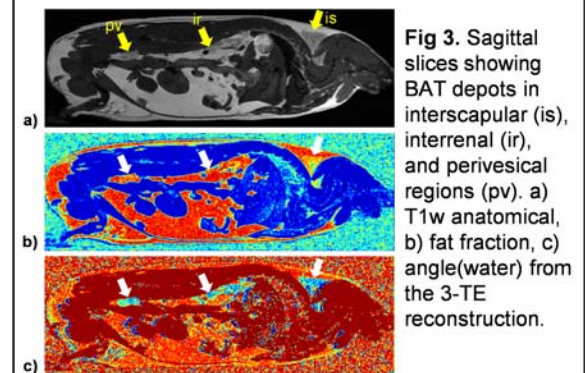 pv ir is
a)
b)
c)
Fig 3. Sagittal
slices showing
BAT depots in
interscapular (is),
interrenal (ir),
and perivesical
regions (pv). a)
T1w anatomical,
b) fat fraction, c)
angle(water) from
the 3-TE
reconstruction.